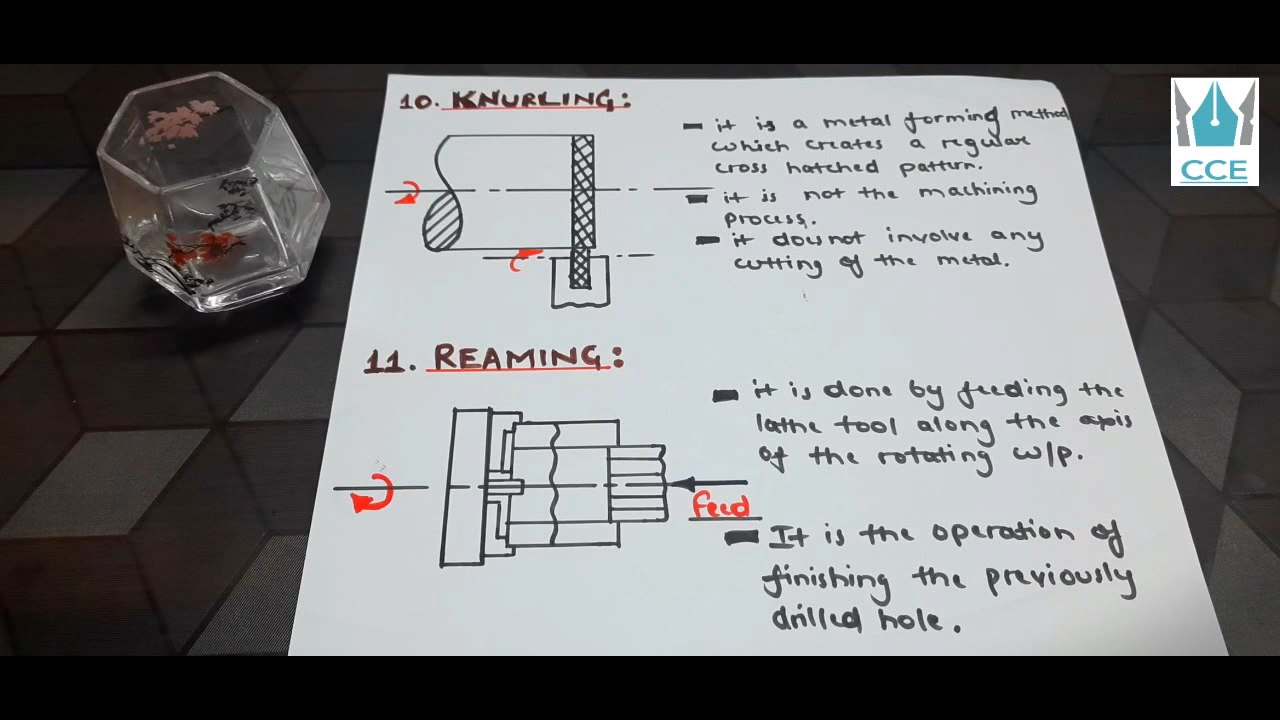 10. KNURLING:
it is a metal forming method
which creates a regular
cross hatched pattern.
it is not the machining
process.
it dousnot involve any
cutting of the metal.
11. REAMING:
it is done by feeding the
lathe tool along the axis
of the rotating w/p.
Feed
It is the operation of
finishing the previously
drilled hole.
CCE